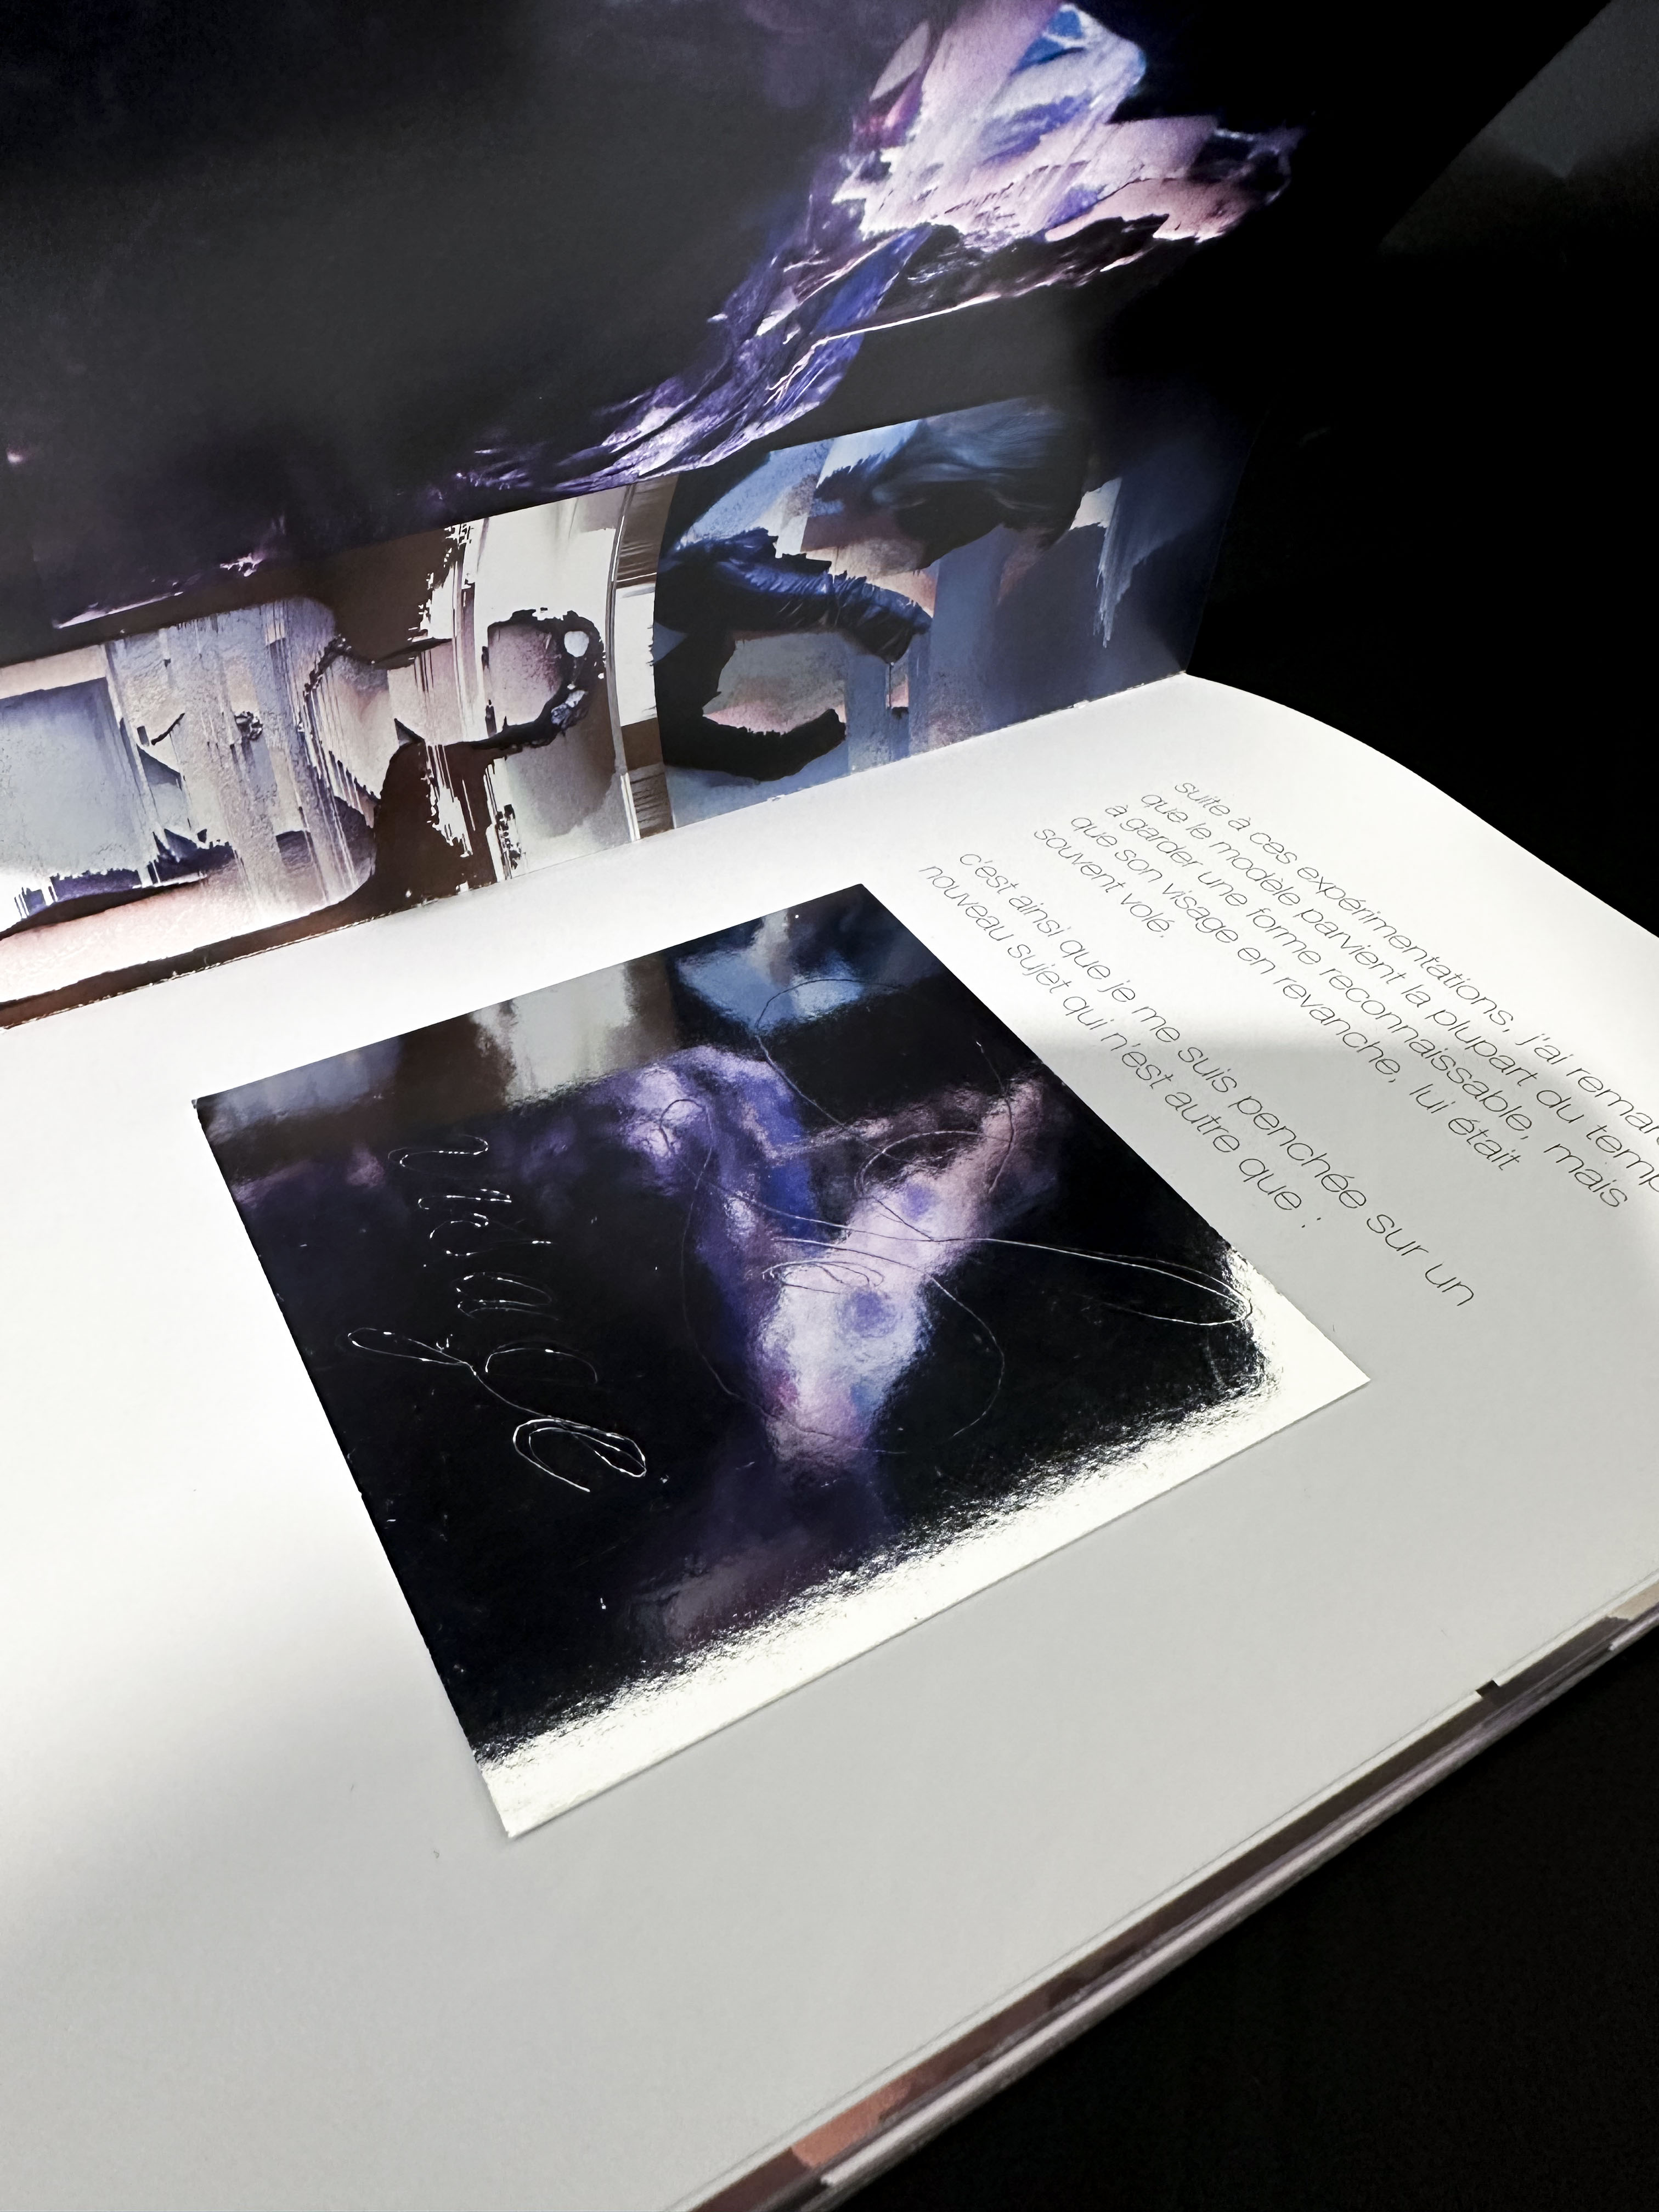 suite à ces expérimentations, j'ai remar
que le modèle parvient la plupart du temp
à garder une forme reconnaissable, mais
que son visage en revanche, lui était
souvent volé.
c'est ainsi que je me suis penchée sur un
nouveau sujet qui n'est autre que :
visage